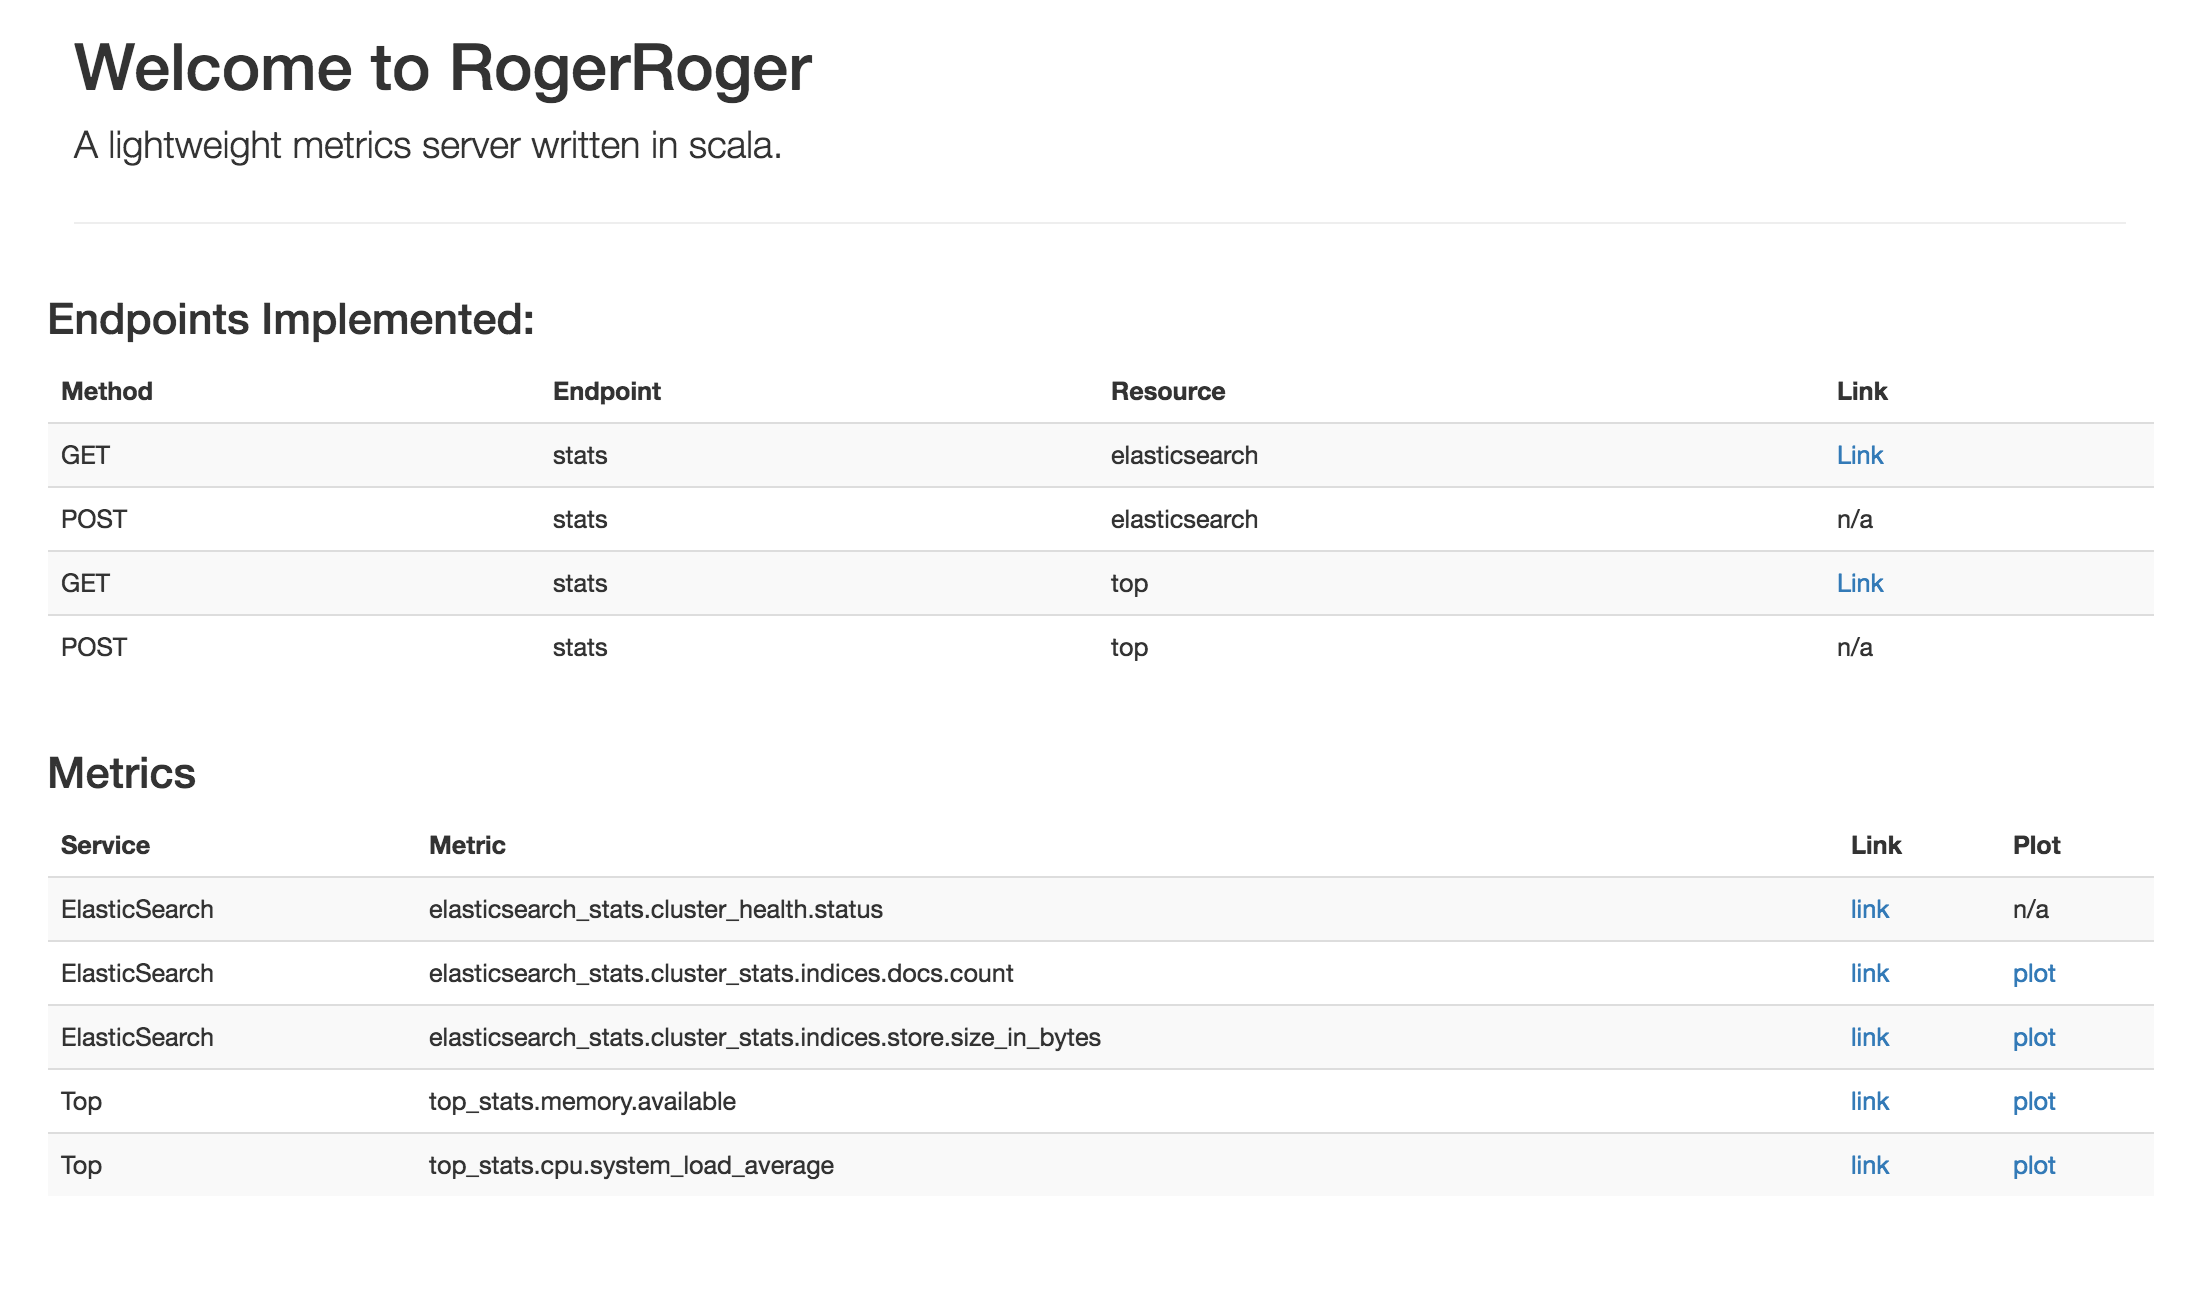 Welcome to RogerRoger
A lightweight metrics server written in scala.
Endpoints Implemented:
Method Endpoint Resource Link
GET stats elasticsearch Link
POST stats elasticsearch n/a
GET stats top Link
POST stats top n/a
Metrics
Service Metric Link Plot
ElasticSearch elasticsearch_stats.cluster_health.status link n/a
ElasticSearch elasticsearch_stats.cluster_stats.indices.docs.count link plot
ElasticSearch elasticsearch_stats.cluster_stats.indices.store.size_in_bytes link plot
Top top_stats.memory.available link plot
Top top_stats.cpu.system_load_average link plot